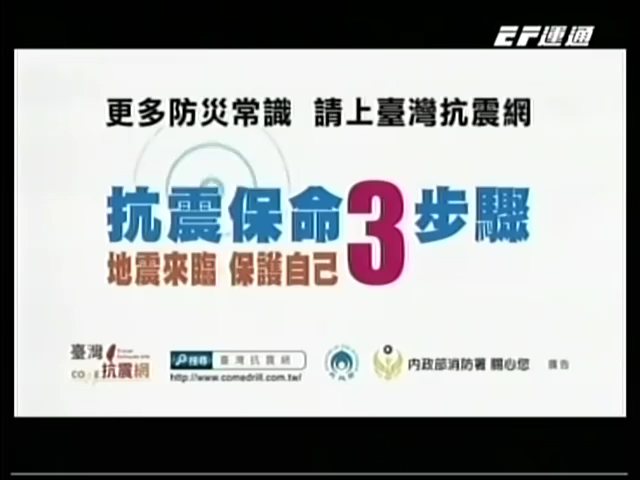 EF運通
更多防災常識 請上臺灣抗震網
抗震保命3步驟
地震來臨 保護自己
臺灣
抗震網
搜尋 臺灣抗震網
http://www.comedrill.com.tw/
內政部消防署 關心您 廣告